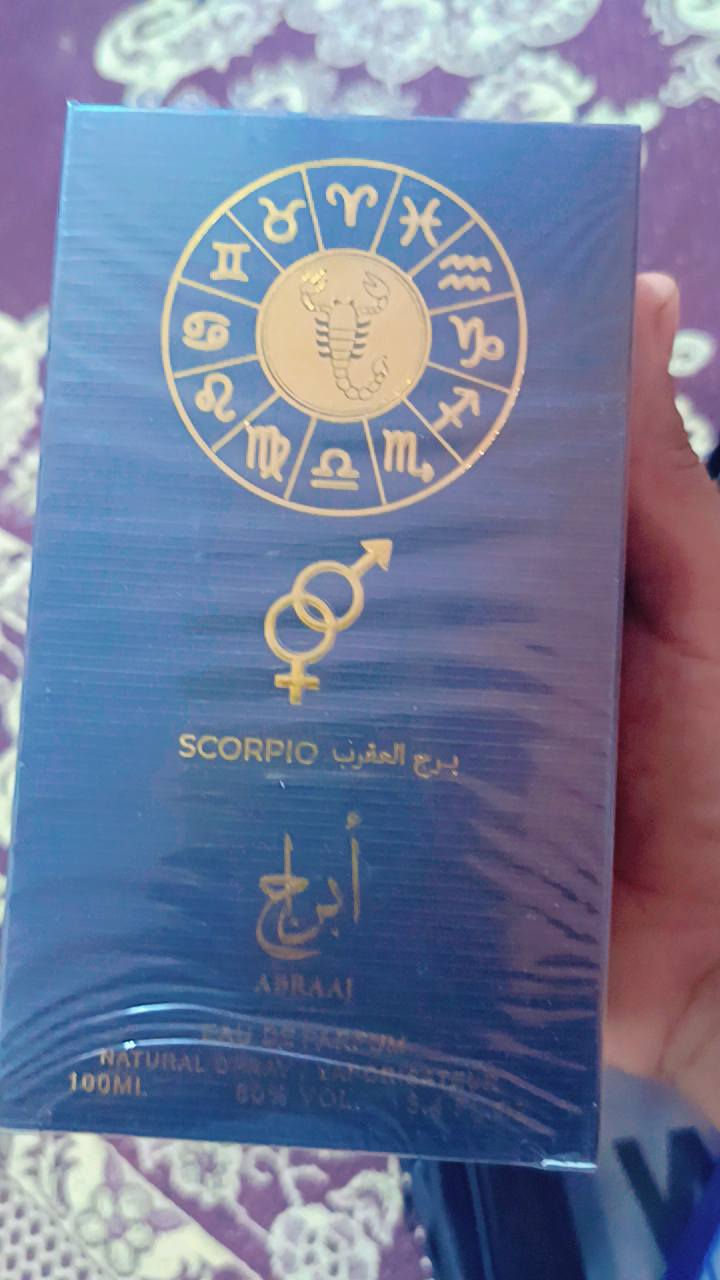 SCORPIO برج العقرب
أبراج
ABRAAJ
EAU DE PARFUM
NATURAL SPRAY VAPORISATEUR
100ML 80% VOL. 3.4